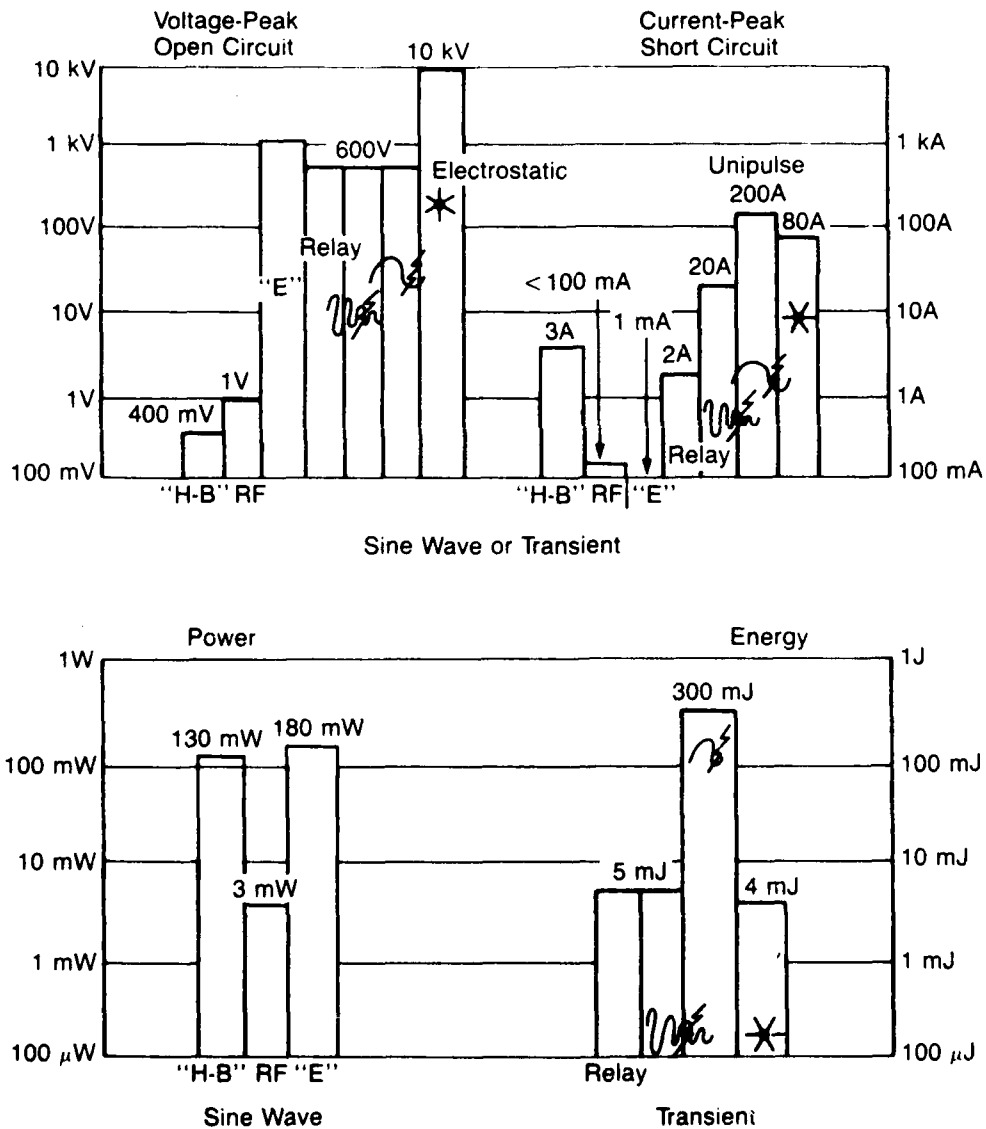 Voltage-Peak
Open Circuit
Current-Peak
Short Circuit
10 kV
10 kV
1 kV
1 kA
600V
Electrostatic
Unipulse
200A
100V
100A
80A
Relay
"E"
20A
<100 mA
10V
10A
1 mA
3A
2A
1V
400 mV
1V
1A
Relay
100 mV
100 mA
"H-B" RF
"H-B" RF "E"
Sine Wave or Transient
Power
Energy
1W
1J
300 mJ
130 mW
180 mW
100 mW
100 mJ
10 mW
10 mJ
5 mJ
3 mW
4 mJ
1 mW
1 mJ
100 μW
100 μJ
"H-B" RF "E"
Relay
Sine Wave
Transient